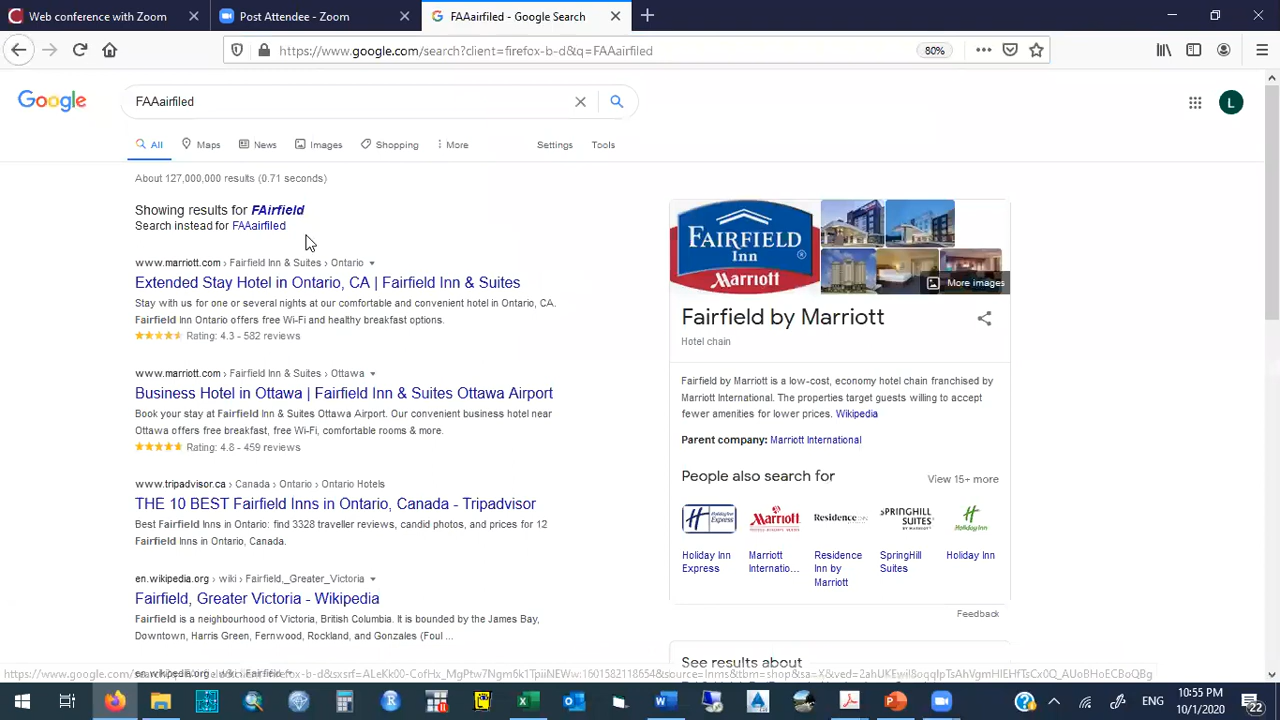 Web conference with Zoom
Post Attendee - Zoom
FAAairfiled - Google Search
https://www.google.com/search?client=firefox-b-d&q=FAAairfiled
80%
Google
FAAairfiled
L
All
Maps
News
Images
Shopping
More
Settings
Tools
About 127,000,000 results (0.71 seconds)
Showing results for FAirfield
Search instead for FAAairfiled
www.marriott.com › Fairfield Inn & Suites › Ontario
Extended Stay Hotel in Ontario, CA | Fairfield Inn & Suites
Stay with us for one or several nights at our comfortable and convenient hotel in Ontario, CA.
Fairfield Inn Ontario offers free Wi-Fi and healthy breakfast options.
Rating: 4.3 - 582 reviews
www.marriott.com › Fairfield Inn & Suites › Ottawa
Business Hotel in Ottawa | Fairfield Inn & Suites Ottawa Airport
Book your stay at Fairfield Inn & Suites Ottawa Airport. Our convenient business hotel near
Ottawa offers free breakfast, free Wi-Fi, comfortable rooms & more.
Rating: 4.8 - 459 reviews
www.tripadvisor.ca › Canada › Ontario › Ontario Hotels
THE 10 BEST Fairfield Inns in Ontario, Canada - Tripadvisor
Best Fairfield Inns in Ontario: find 3328 traveller reviews, candid photos, and prices for 12
Fairfield Inns in Ontario, Canada.
en.wikipedia.org › wiki › Fairfield,_Greater_Victoria
Fairfield, Greater Victoria - Wikipedia
Fairfield is a neighbourhood of Victoria, British Columbia. It is bounded by the James Bay,
Downtown, Harris Green, Fernwood, Rockland, and Gonzales (Foul ...
FAIRFIELD
Inn
Marriott
More images
Fairfield by Marriott
Hotel chain
Fairfield by Marriott is a low-cost, economy hotel chain franchised by
Marriott International. The properties target guests willing to accept
fewer amenities for lower prices. Wikipedia
Parent company: Marriott International
People also search for
View 15+ more
Holiday Inn Express
Marriott
Residence INN
SPRINGHILL SUITES
Holiday Inn
Holiday Inn Express
Marriott Internatio...
Residence Inn by Marriott
SpringHill Suites
Holiday Inn
Feedback
See results about
ENG
10:55 PM
10/1/2020
22